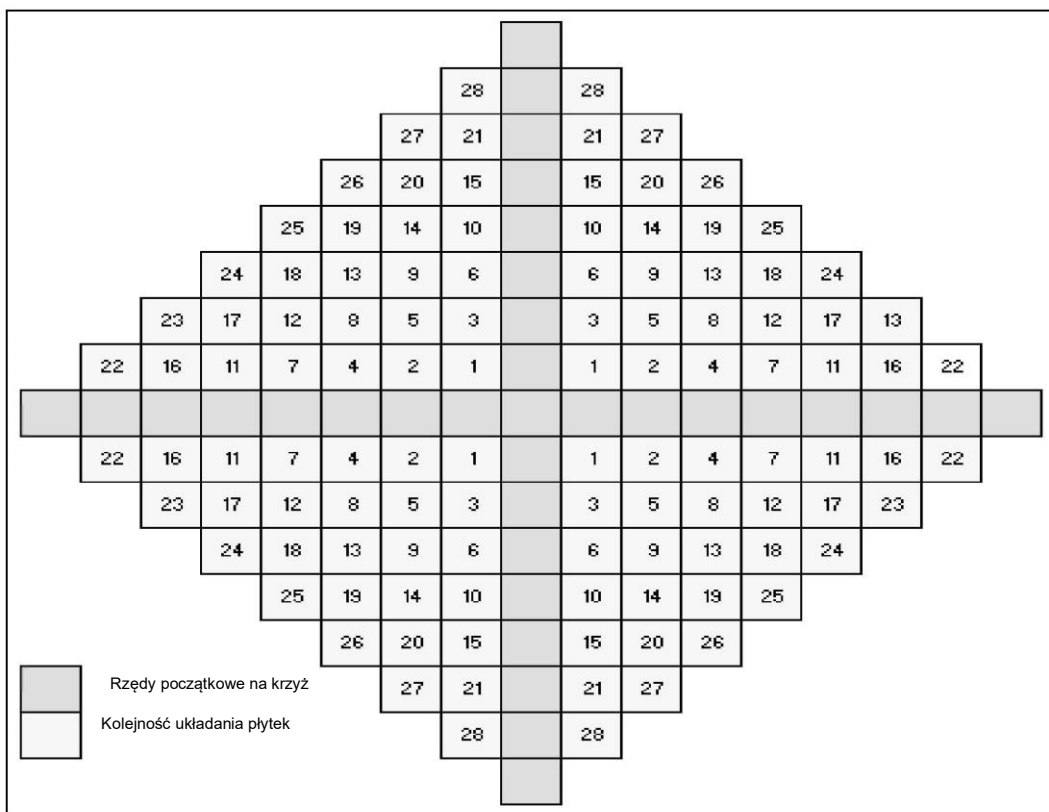 28 28
27 21 21 27
26 20 15 15 20 26
25 19 14 10 10 14 19 25
24 18 13 9 6 6 9 13 18 24
23 17 12 8 5 3 3 5 8 12 17 13
22 16 11 7 4 2 1 1 2 4 7 11 16 22
22 16 11 7 4 2 1 1 2 4 7 11 16 22
23 17 12 8 5 3 3 5 8 12 17 23
24 18 13 9 6 6 9 13 18 24
25 19 14 10 10 14 19 25
26 20 15 15 20 26
27 21 21 27
28 28
Rzędy początkowe na krzyż
Kolejność układania płytek